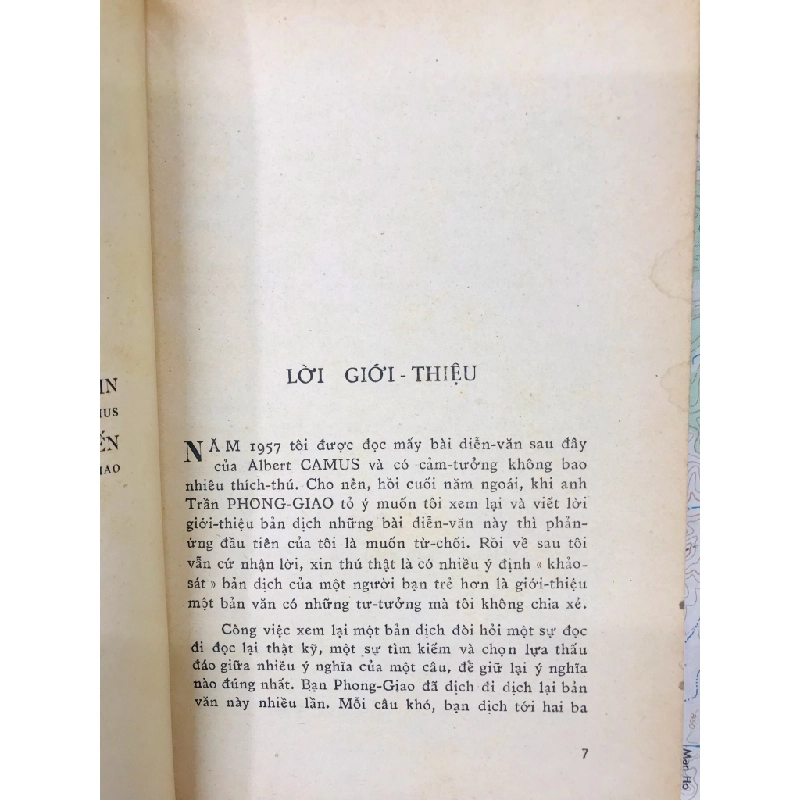 IN
US
ẾN
IAO
LỜI GIỚI-THIỆU
NĂM 1957 tôi được đọc mấy bài diễn-văn sau đây
của Albert CAMUS và có cảm-tưởng không bao
nhiêu thích-thú. Cho nên, hồi cuối năm ngoái, khi anh
Trần PHONG-GIAO tỏ ý muốn tôi xem lại và viết lời
giới-thiệu bản dịch những bài diễn-văn này thì phản-
ứng đầu tiên của tôi là muốn từ-chối. Rồi về sau tôi
vẫn cứ nhận lời, xin thú thật là có nhiều ý định « khảo-
sát » bản dịch của một người bạn trẻ hơn là giới-thiệu
một bản văn có những tư-tưởng mà tôi không chia xẻ.
Công việc xem lại một bản dịch đòi hỏi một sự đọc
đi đọc lại thật kỹ, một sự tìm kiếm và chọn lựa thấu
đáo giữa nhiều ý nghĩa của một câu, để giữ lại ý nghĩa
nào đúng nhất. Bạn Phong-Giao đã dịch đi dịch lại bản
văn này nhiều lần. Mỗi câu khó, bạn dịch tới hai ba
7
Man Ho